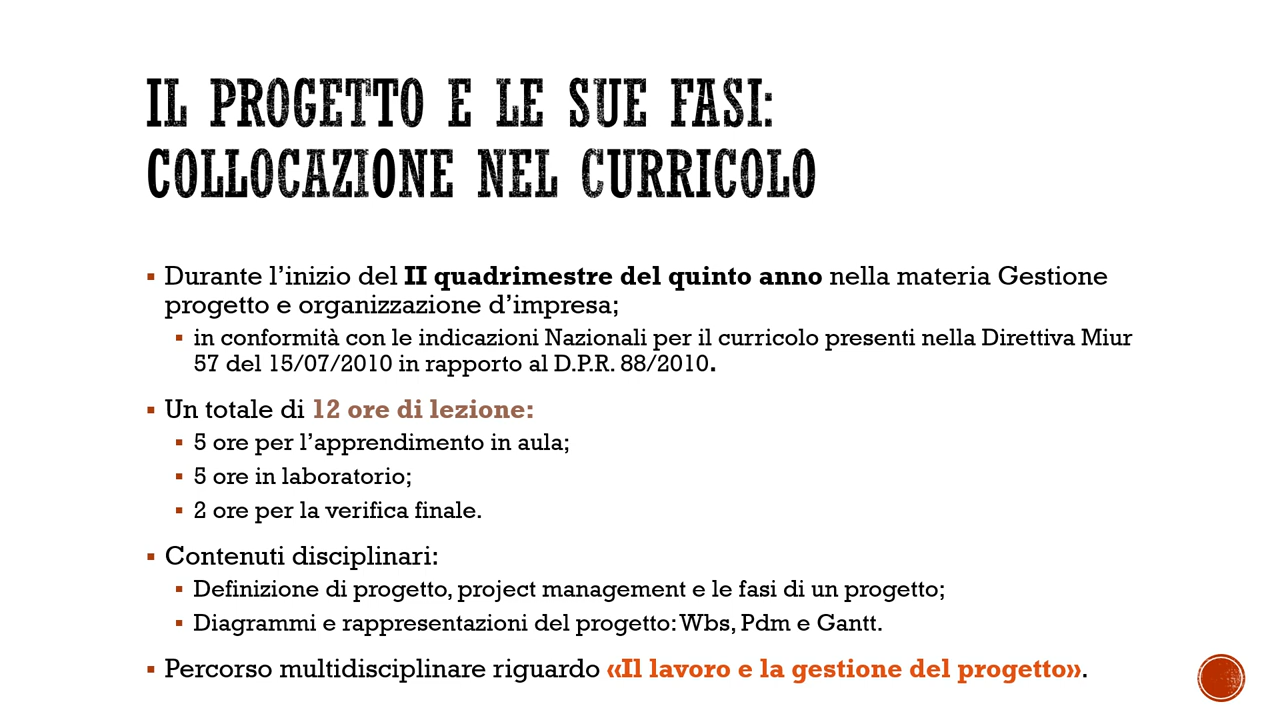 IL PROGETTO E LE SUE FASI:
COLLOCAZIONE NEL CURRICOLO
▪ Durante l’inizio del II quadrimestre del quinto anno nella materia Gestione
progetto e organizzazione d’impresa;
▪ in conformità con le indicazioni Nazionali per il curricolo presenti nella Direttiva Miur
57 del 15/07/2010 in rapporto al D.P.R. 88/2010.
▪ Un totale di 12 ore di lezione:
▪ 5 ore per l’apprendimento in aula;
▪ 5 ore in laboratorio;
▪ 2 ore per la verifica finale.
▪ Contenuti disciplinari:
▪ Definizione di progetto, project management e le fasi di un progetto;
▪ Diagrammi e rappresentazioni del progetto: Wbs, Pdm e Gantt.
▪ Percorso multidisciplinare riguardo «Il lavoro e la gestione del progetto».